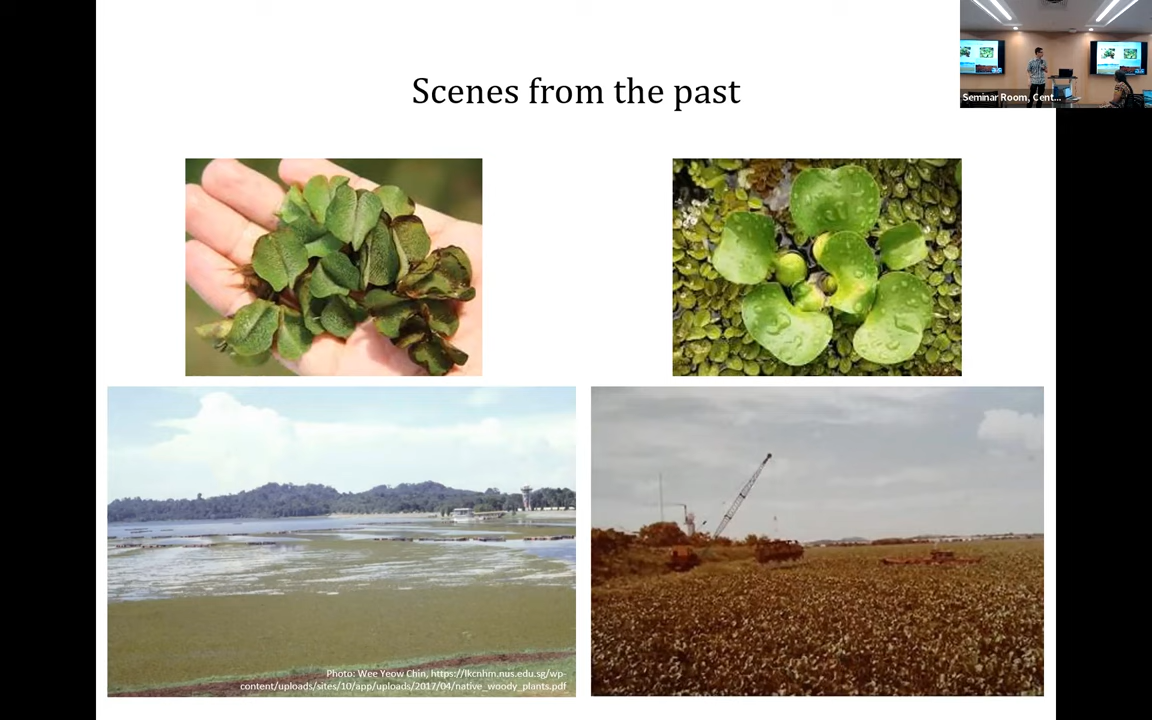 Scenes from the past
Seminar Room, Cent...
Photo: Wee Yeow Chin, https://lkcnhm.nus.edu.sg/wp-
content/uploads/sites/10/app/uploads/2017/04/native_woody_plants.pdf